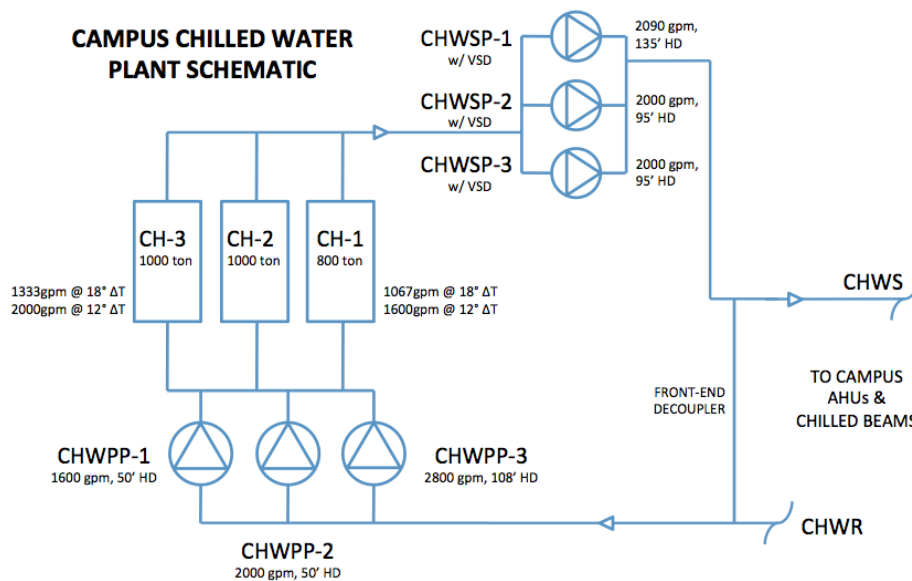 CAMPUS CHILLED WATER
PLANT SCHEMATIC
CHWSP-1
w/ VSD
2090 gpm,
135’ HD
CHWSP-2
w/ VSD
2000 gpm,
95’ HD
CHWSP-3
w/ VSD
2000 gpm,
95’ HD
CH-3
1000 ton
CH-2
1000 ton
CH-1
800 ton
1333gpm @ 18° ΔT
2000gpm @ 12° ΔT
1067gpm @ 18° ΔT
1600gpm @ 12° ΔT
CHWS
FRONT-END
DECOUPLER
TO CAMPUS
AHUs &
CHILLED BEAMS
CHWPP-1
1600 gpm, 50’ HD
CHWPP-3
2800 gpm, 108’ HD
CHWR
CHWPP-2
2000 gpm, 50’ HD